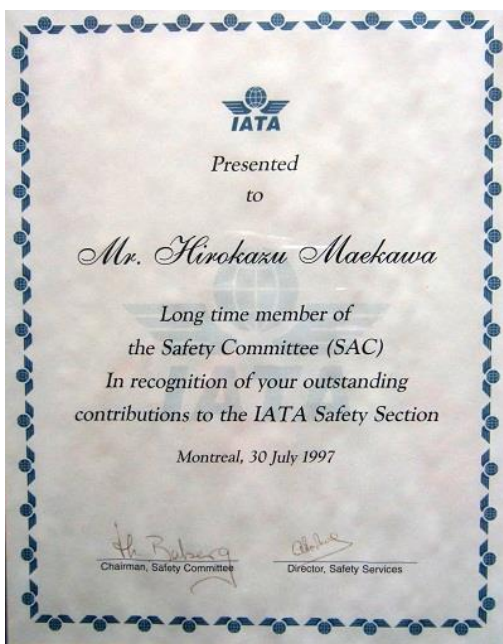 IATA
Presented
to
Mr. Hirokazu Maekawa
Long time member of
the Safety Committee (SAC)
In recognition of your outstanding
contributions to the IATA Safety Section
Montreal, 30 July 1997
Chairman, Safety Committee
Director, Safety Services